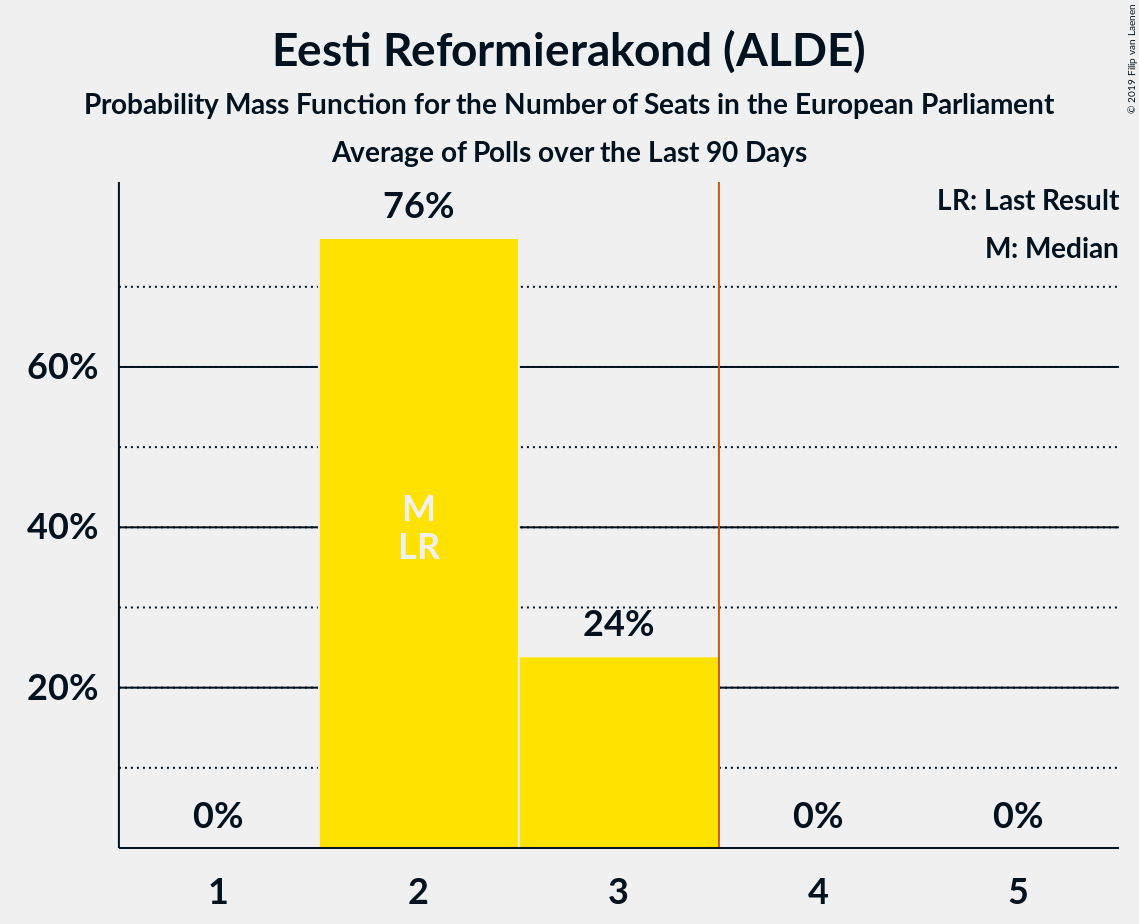 Eesti Reformierakond (ALDE)
Probability Mass Function for the Number of Seats in the European Parliament
Average of Polls over the Last 90 Days
© 2019 Filip van Laenen
LR: Last Result
M: Median
76%
60%
M
40%
LR
24%
20%
0%
0%
0%
1
2
3
4
5